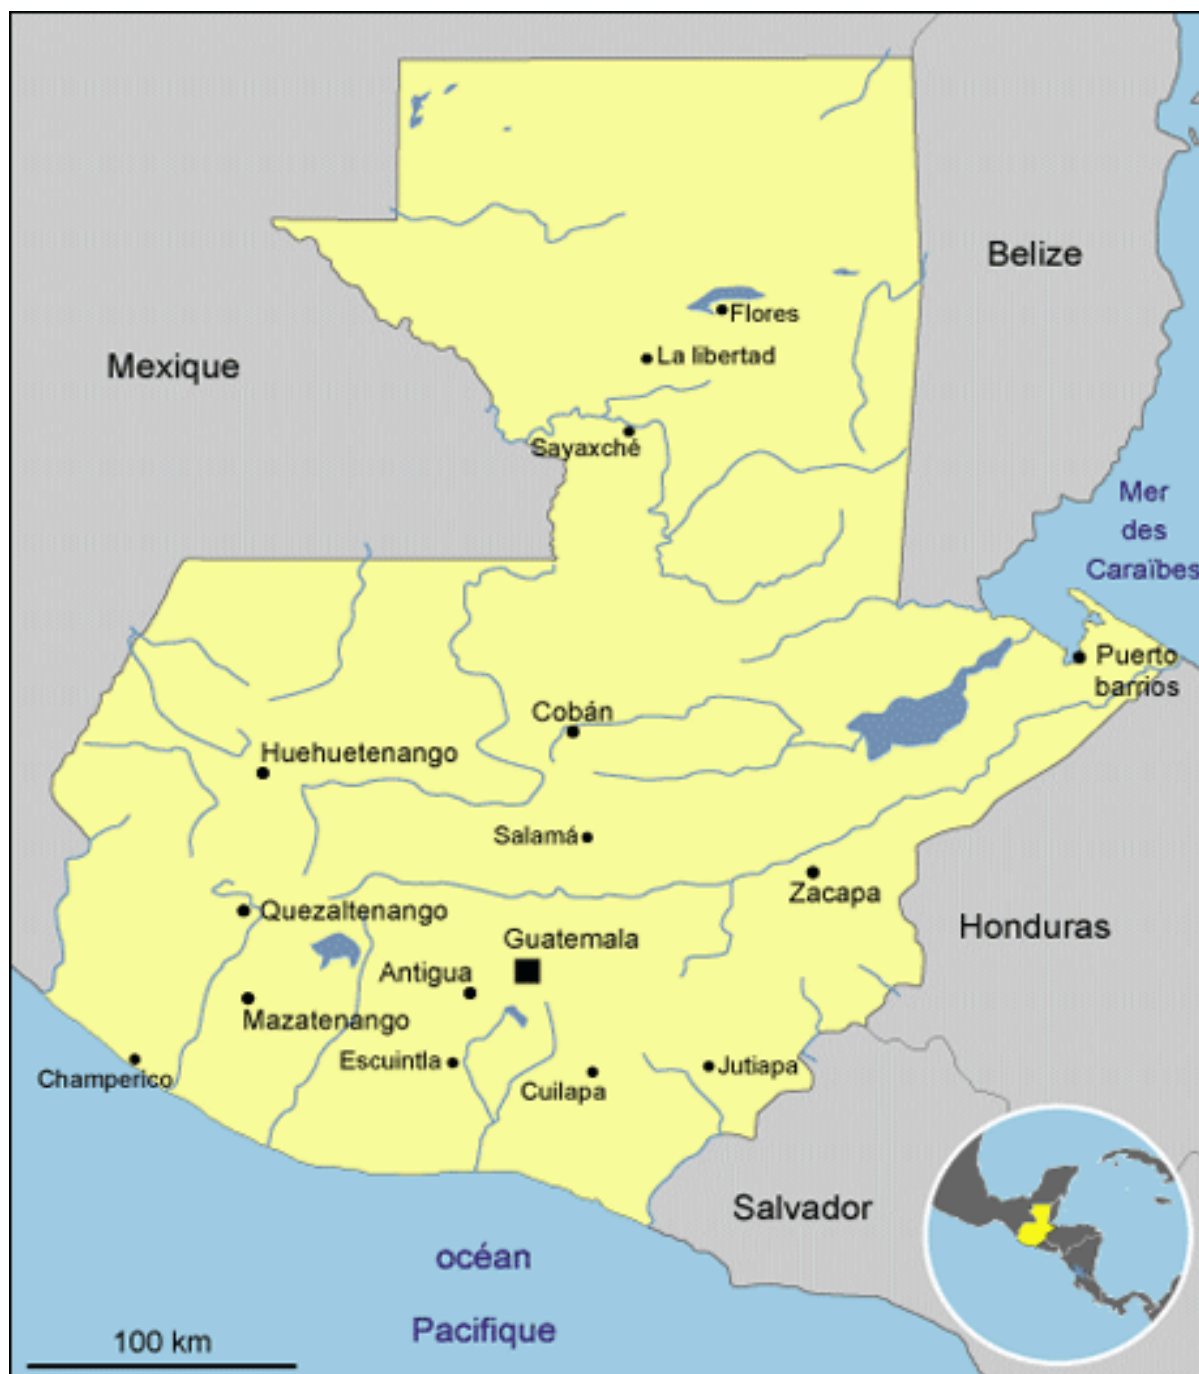 Belize
Flores
La libertad
Mexique
Sayaxché
Mer
des
Caraïbes
Puerto
barrios
Cobán
Huehuetenango
Salamá
Zacapa
Quezaltenango
Honduras
Guatemala
Antigua
Mazatenango
Escuintla
Jutiapa
Champerico
Cuilapa
Salvador
océan
Pacifique
100 km